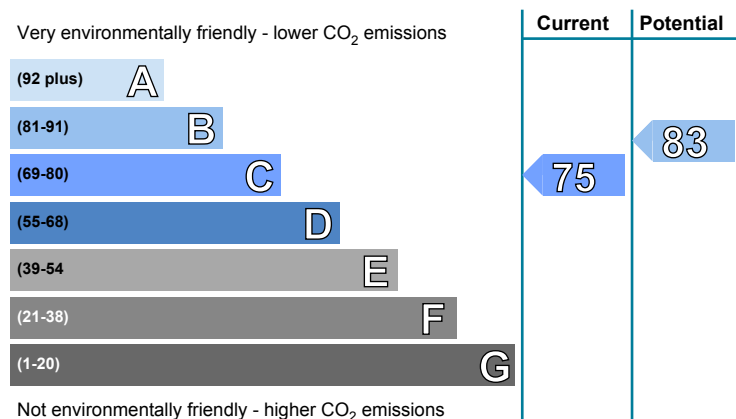 Current Potential
Very environmentally friendly - lower CO₂ emissions
(92 plus) A
(81-91) B
83
(69-80) C
75
(55-68) D
(39-54 E
(21-38) F
(1-20) G
Not environmentally friendly - higher CO₂ emissions